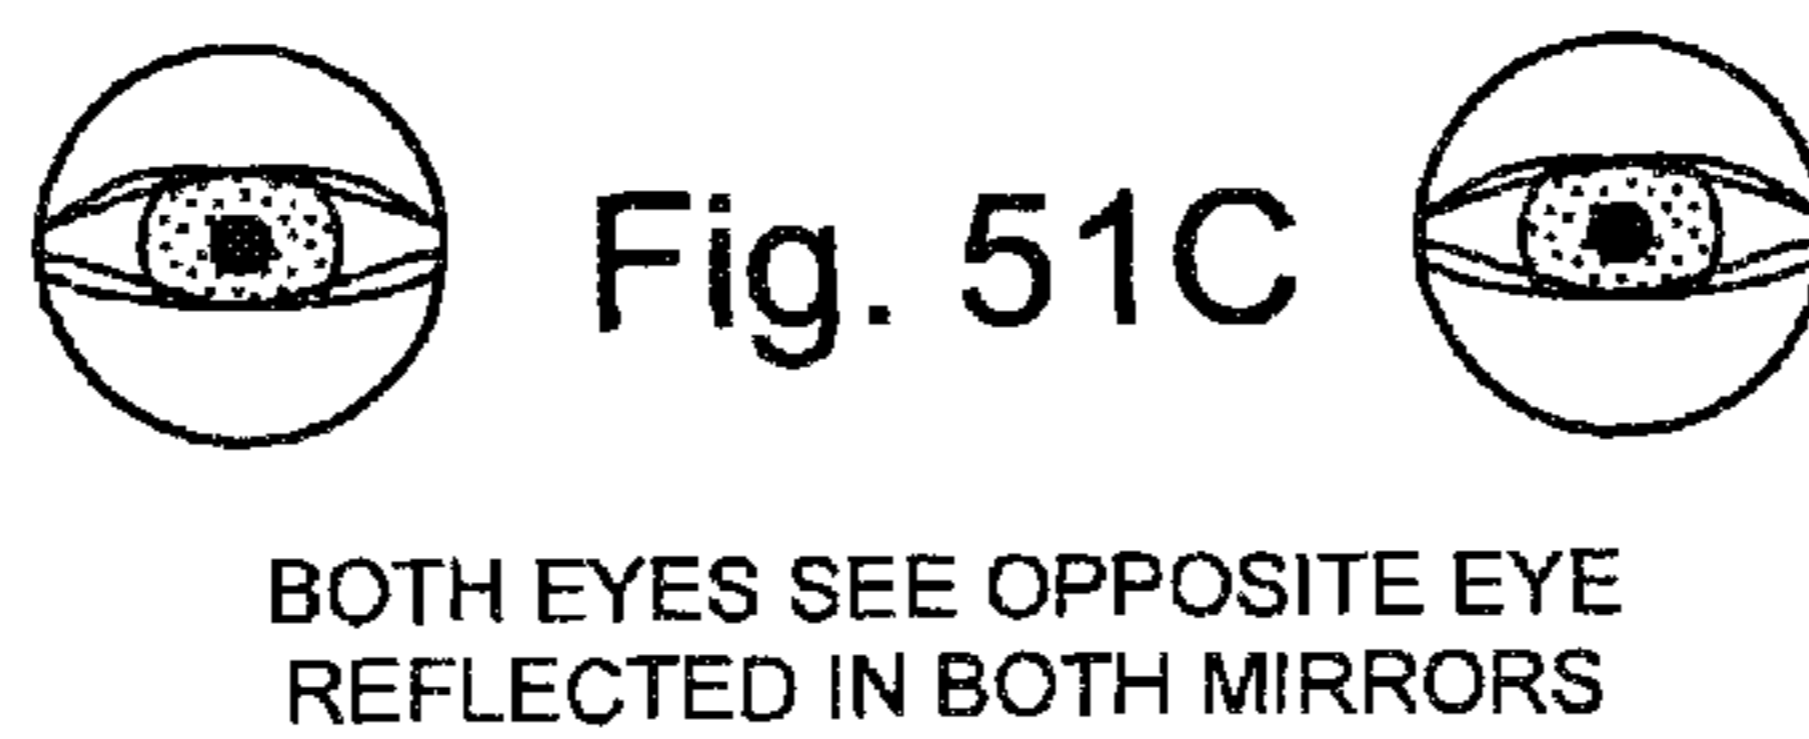 Fig. 51C
BOTH EYES SEE OPPOSITE EYE
REFLECTED IN BOTH MIRRORS